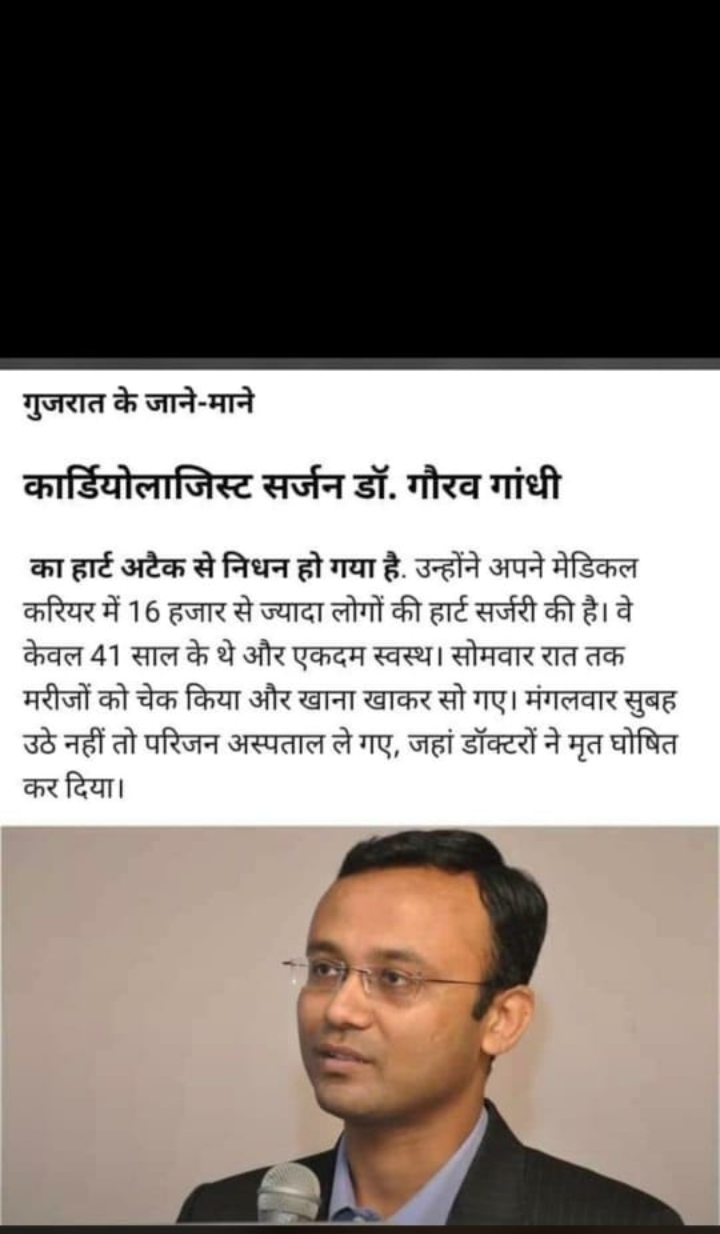 गुजरात के जाने-माने
कार्डियोलाजिस्ट सर्जन डॉ. गौरव गांधी
का हार्ट अटैक से निधन हो गया है. उन्होंने अपने मेडिकल
करियर में 16 हजार से ज्यादा लोगों की हार्ट सर्जरी की है। वे
केवल 41 साल के थे और एकदम स्वस्थ। सोमवार रात तक
मरीजों को चेक किया और खाना खाकर सो गए। मंगलवार सुबह
उठे नहीं तो परिजन अस्पताल ले गए, जहां डॉक्टरों ने मृत घोषित
कर दिया।